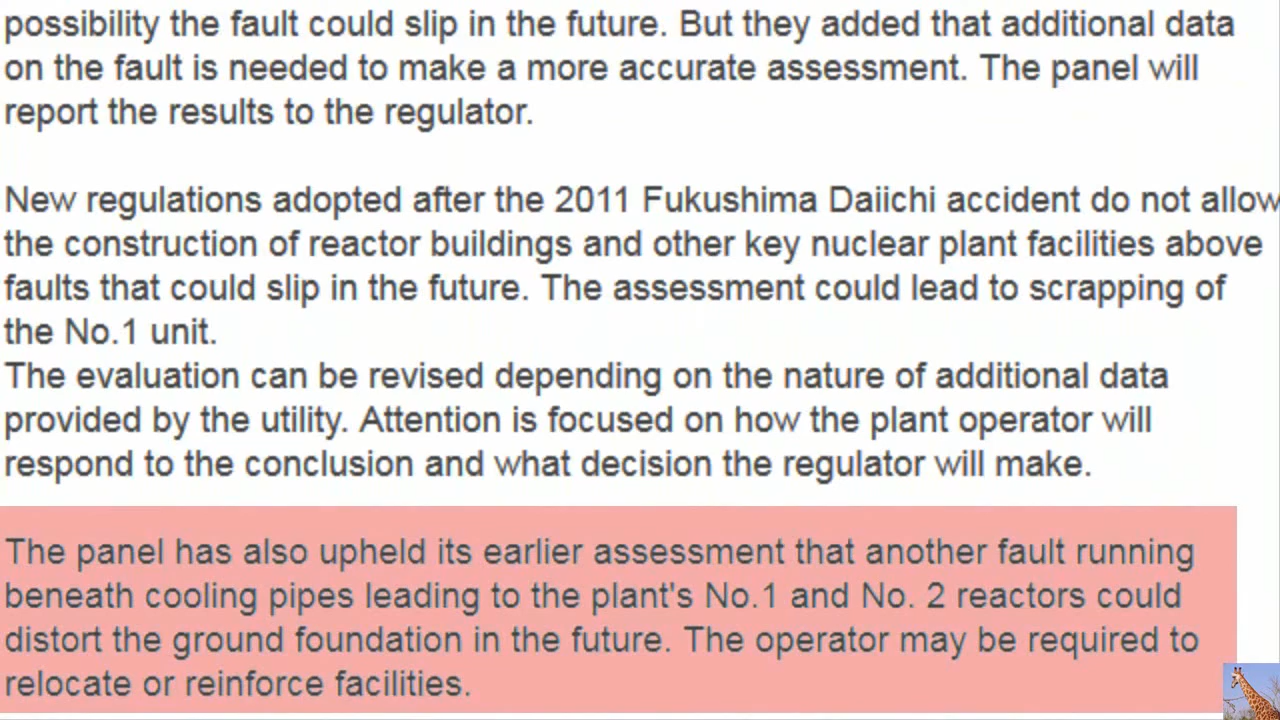 possibility the fault could slip in the future. But they added that additional data
on the fault is needed to make a more accurate assessment. The panel will
report the results to the regulator.
New regulations adopted after the 2011 Fukushima Daiichi accident do not allow
the construction of reactor buildings and other key nuclear plant facilities above
faults that could slip in the future. The assessment could lead to scrapping of
the No.1 unit.
The evaluation can be revised depending on the nature of additional data
provided by the utility. Attention is focused on how the plant operator will
respond to the conclusion and what decision the regulator will make.
The panel has also upheld its earlier assessment that another fault running
beneath cooling pipes leading to the plant's No.1 and No. 2 reactors could
distort the ground foundation in the future. The operator may be required to
relocate or reinforce facilities.